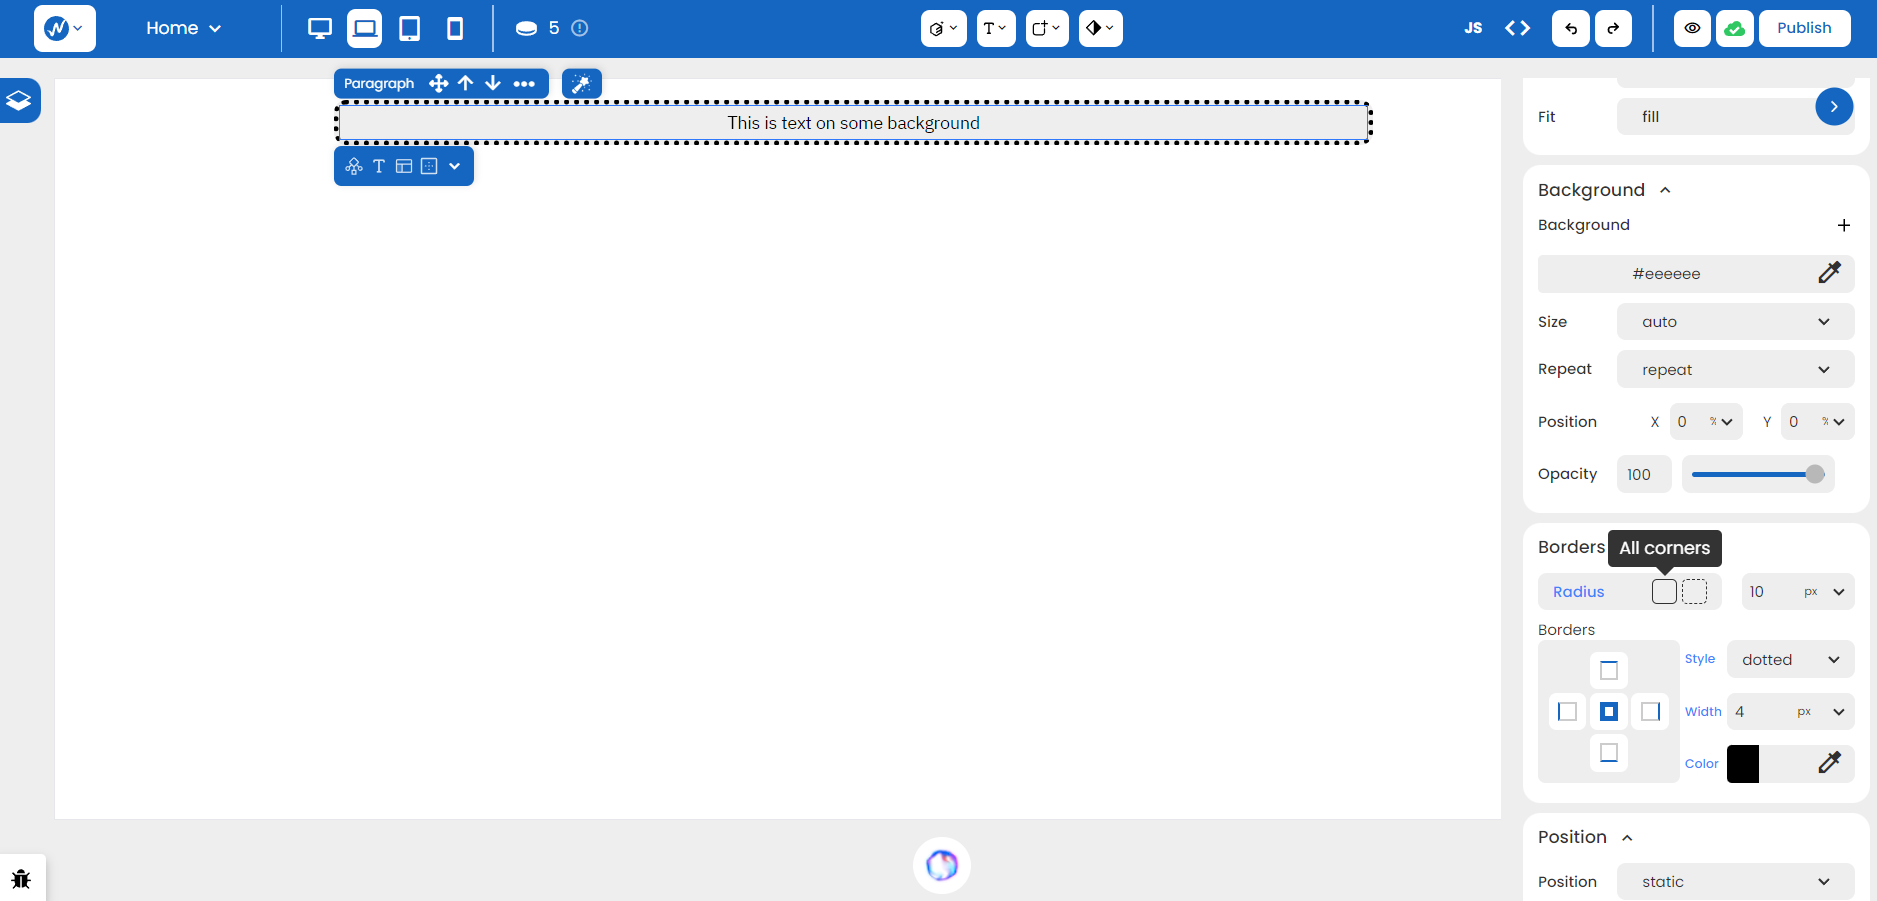 Home
5
T
JS
Publish
Paragraph
This is text on some background
T
Fit
fill
Background
Background
#eeeeee
Size
auto
Repeat
repeat
Position
X
0
%
Y
0
%
Opacity
100
Borders
All corners
Radius
10
px
Borders
Style
dotted
Width
4
px
Color
Position
Position
static